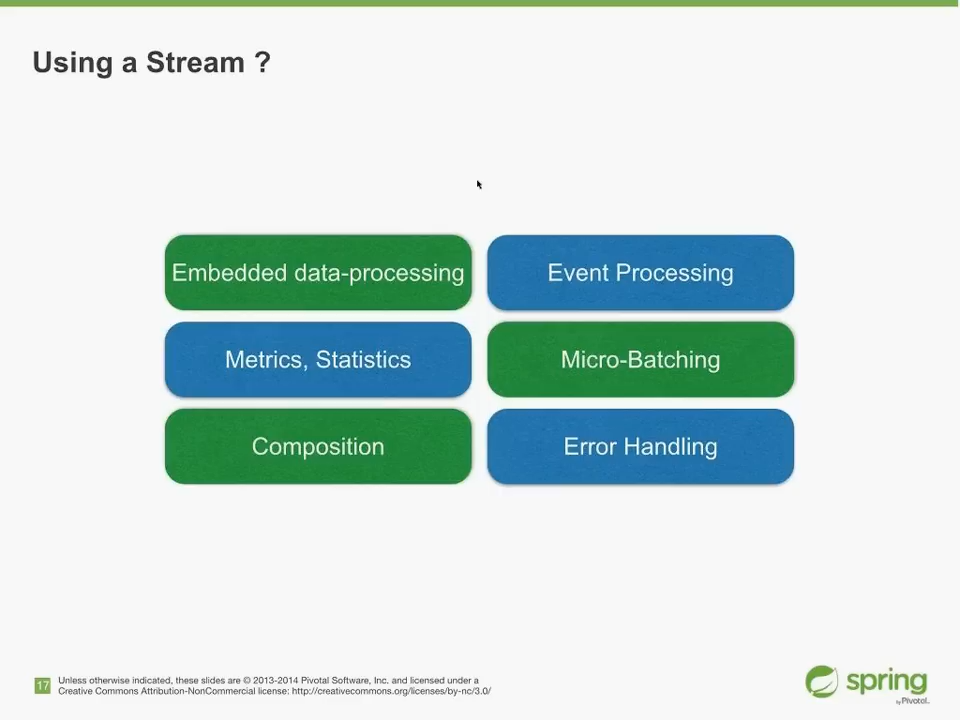 Using a Stream ?
Embedded data-processing
Event Processing
Metrics, Statistics
Micro-Batching
Composition
Error Handling
17
Unless otherwise indicated, these slides are © 2013-2014 Pivotal Software, Inc. and licensed under a
Creative Commons Attribution-NonCommercial license: http://creativecommons.org/licenses/by-nc/3.0/
spring
by Pivotal.